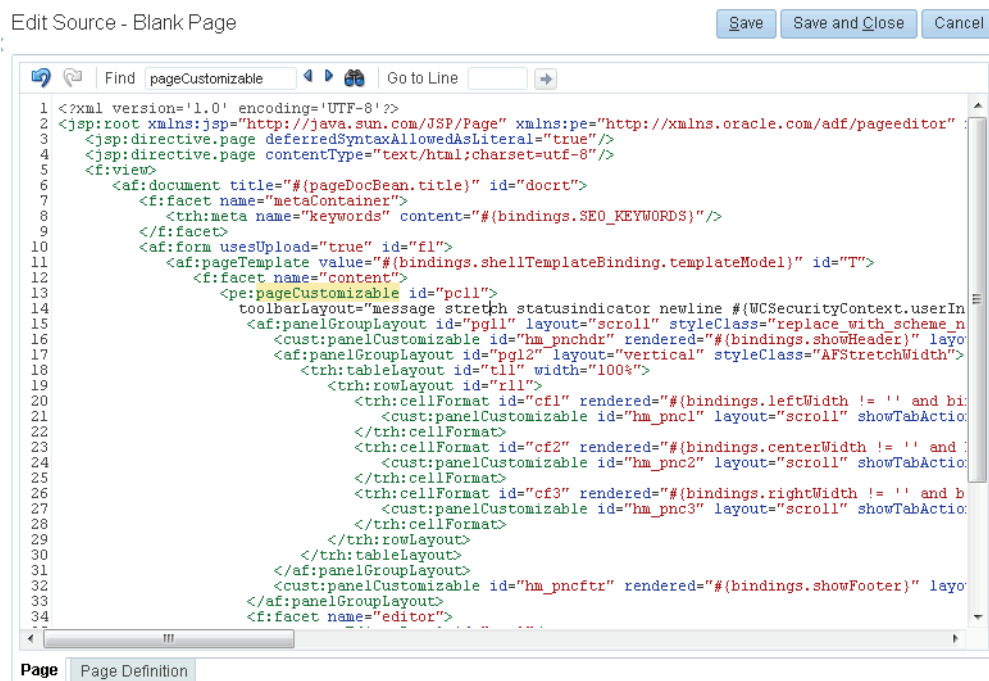 Edit Source - Blank Page
Save Save and Close Cancel
Find pageCustomizable Go to Line
1 <?xml version='1.0' encoding='UTF-8'?>
2 <jsp:root xmlns:jsp="http://java.sun.com/JSP/Page" xmlns:pe="http://xmlns.oracle.com/adf/pageeditor"
3 <jsp:directive.page deferredSyntaxAllowedAsLiteral="true"/>
4 <jsp:directive.page contentType="text/html;charset=utf-8"/>
5 <f:view>
6 <af:document title="#{pageDocBean.title}" id="docrt">
7 <f:facet name="metaContainer">
8 <trh:meta name="keywords" content="#{bindings.SEO_KEYWORDS}"/>
9 </f:facet>
10 <af:form usesUpload="true" id="f1">
11 <af:pageTemplate value="#{bindings.shellTemplateBinding.templateModel}" id="T">
12 <f:facet name="content">
13 <pe:pageCustomizable id="pcl1">
14 toolbarLayout="message stretch statusindicator newline #{WCSecurityContext.userIn
15 <af:panelGroupLayout id="pgl1" layout="scroll" styleClass="replace_with_scheme_n
16 <cust:panelCustomizable id="hm_pnchdr" rendered="#{bindings.showHeader}" layo
17 <af:panelGroupLayout id="pgl2" layout="vertical" styleClass="AFStretchWidth">
18 <trh:tableLayout id="tl1" width="100%">
19 <trh:rowLayout id="rl1">
20 <trh:cellFormat id="cf1" rendered="#{bindings.leftWidth != '' and bi
21 <cust:panelCustomizable id="hm_pnc1" layout="scroll" showTabActio
22 </trh:cellFormat>
23 <trh:cellFormat id="cf2" rendered="#{bindings.centerWidth != '' and
24 <cust:panelCustomizable id="hm_pnc2" layout="scroll" showTabActio
25 </trh:cellFormat>
26 <trh:cellFormat id="cf3" rendered="#{bindings.rightWidth != '' and b
27 <cust:panelCustomizable id="hm_pnc3" layout="scroll" showTabActio
28 </trh:cellFormat>
29 </trh:rowLayout>
30 </trh:tableLayout>
31 </af:panelGroupLayout>
32 <cust:panelCustomizable id="hm_pncftr" rendered="#{bindings.showFooter}" layo
33 </af:panelGroupLayout>
34 <f:facet name="editor">
Page Page Definition